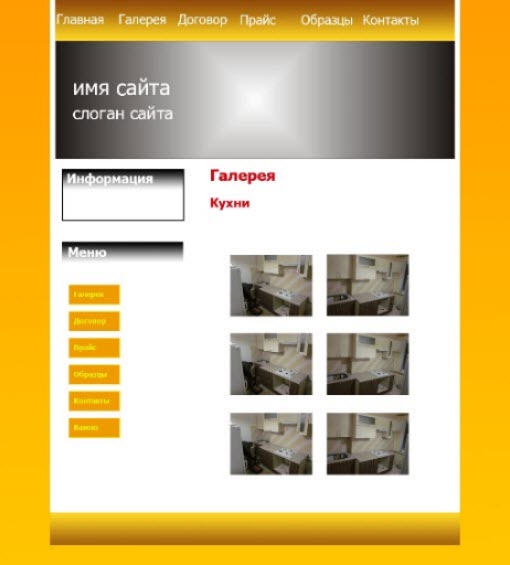 Главная Галерея Договор Прайс Образцы Контакты
имя сайта
слоган сайта
Информация
Галерея
Кухни
Меню
Галерея
Договор
Прайс
Образцы
Контакты
Важно